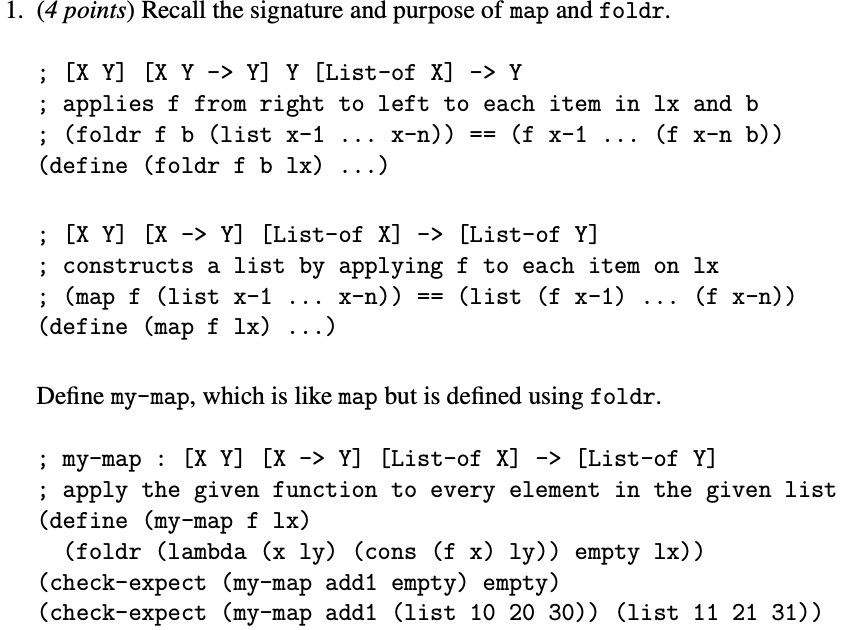 1. (4 points) Recall the signature and purpose of map and foldr.
; [X Y] [X Y -> Y] Y [List-of X] -> Y
; applies f from right to left to each item in lx and b
; (foldr f b (list x-1 ... x-n)) == (f x-1 ... (f x-n b))
(define (foldr f b lx) ...)
; [X Y] [X -> Y] [List-of X] -> [List-of Y]
; constructs a list by applying f to each item on lx
; (map f (list x-1 ... x-n)) == (list (f x-1) ... (f x-n))
(define (map f lx) ...)
Define my-map, which is like map but is defined using foldr.
; my-map : [X Y] [X -> Y] [List-of X] -> [List-of Y]
; apply the given function to every element in the given list
(define (my-map f lx)
  (foldr (lambda (x ly) (cons (f x) ly)) empty lx))
(check-expect (my-map add1 empty) empty)
(check-expect (my-map add1 (list 10 20 30)) (list 11 21 31))